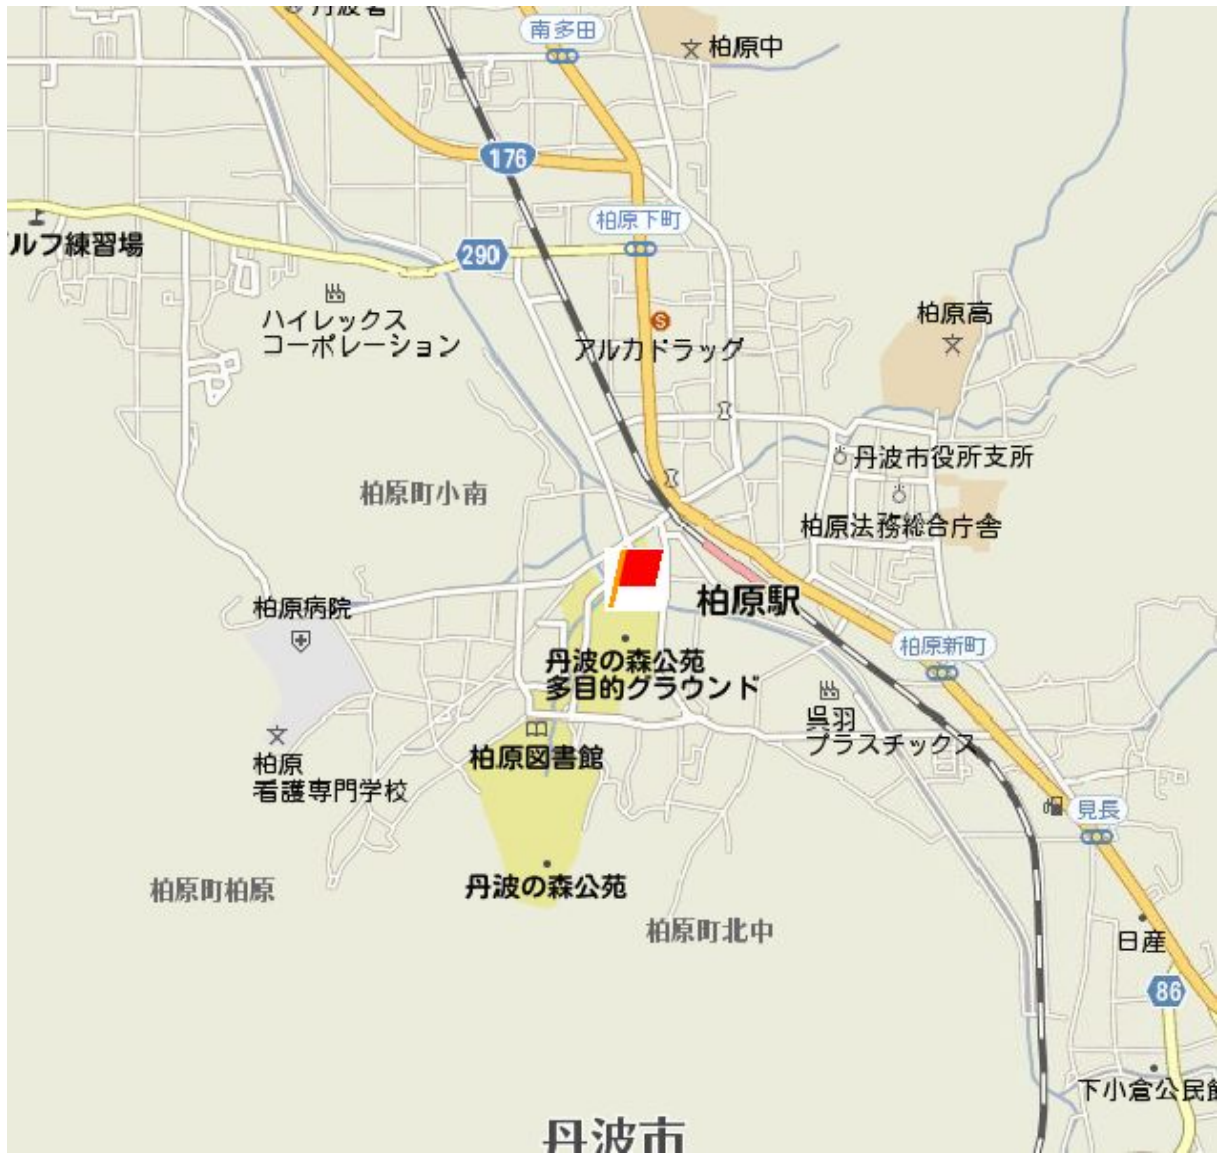 丹波署
南多田
柏原中
176
柏原下町
ルフ練習場
290
ハイレックス
コーポレーション
アルカドラッグ
柏原高
丹波市役所支所
柏原町小南
柏原法務総合庁舎
柏原病院
柏原駅
柏原新町
丹波の森公苑
多目的グラウンド
呉羽
プラスチックス
柏原図書館
柏原
看護専門学校
見長
丹波の森公苑
柏原町柏原
柏原町北中
日産
86
下小倉公民館
丹波市